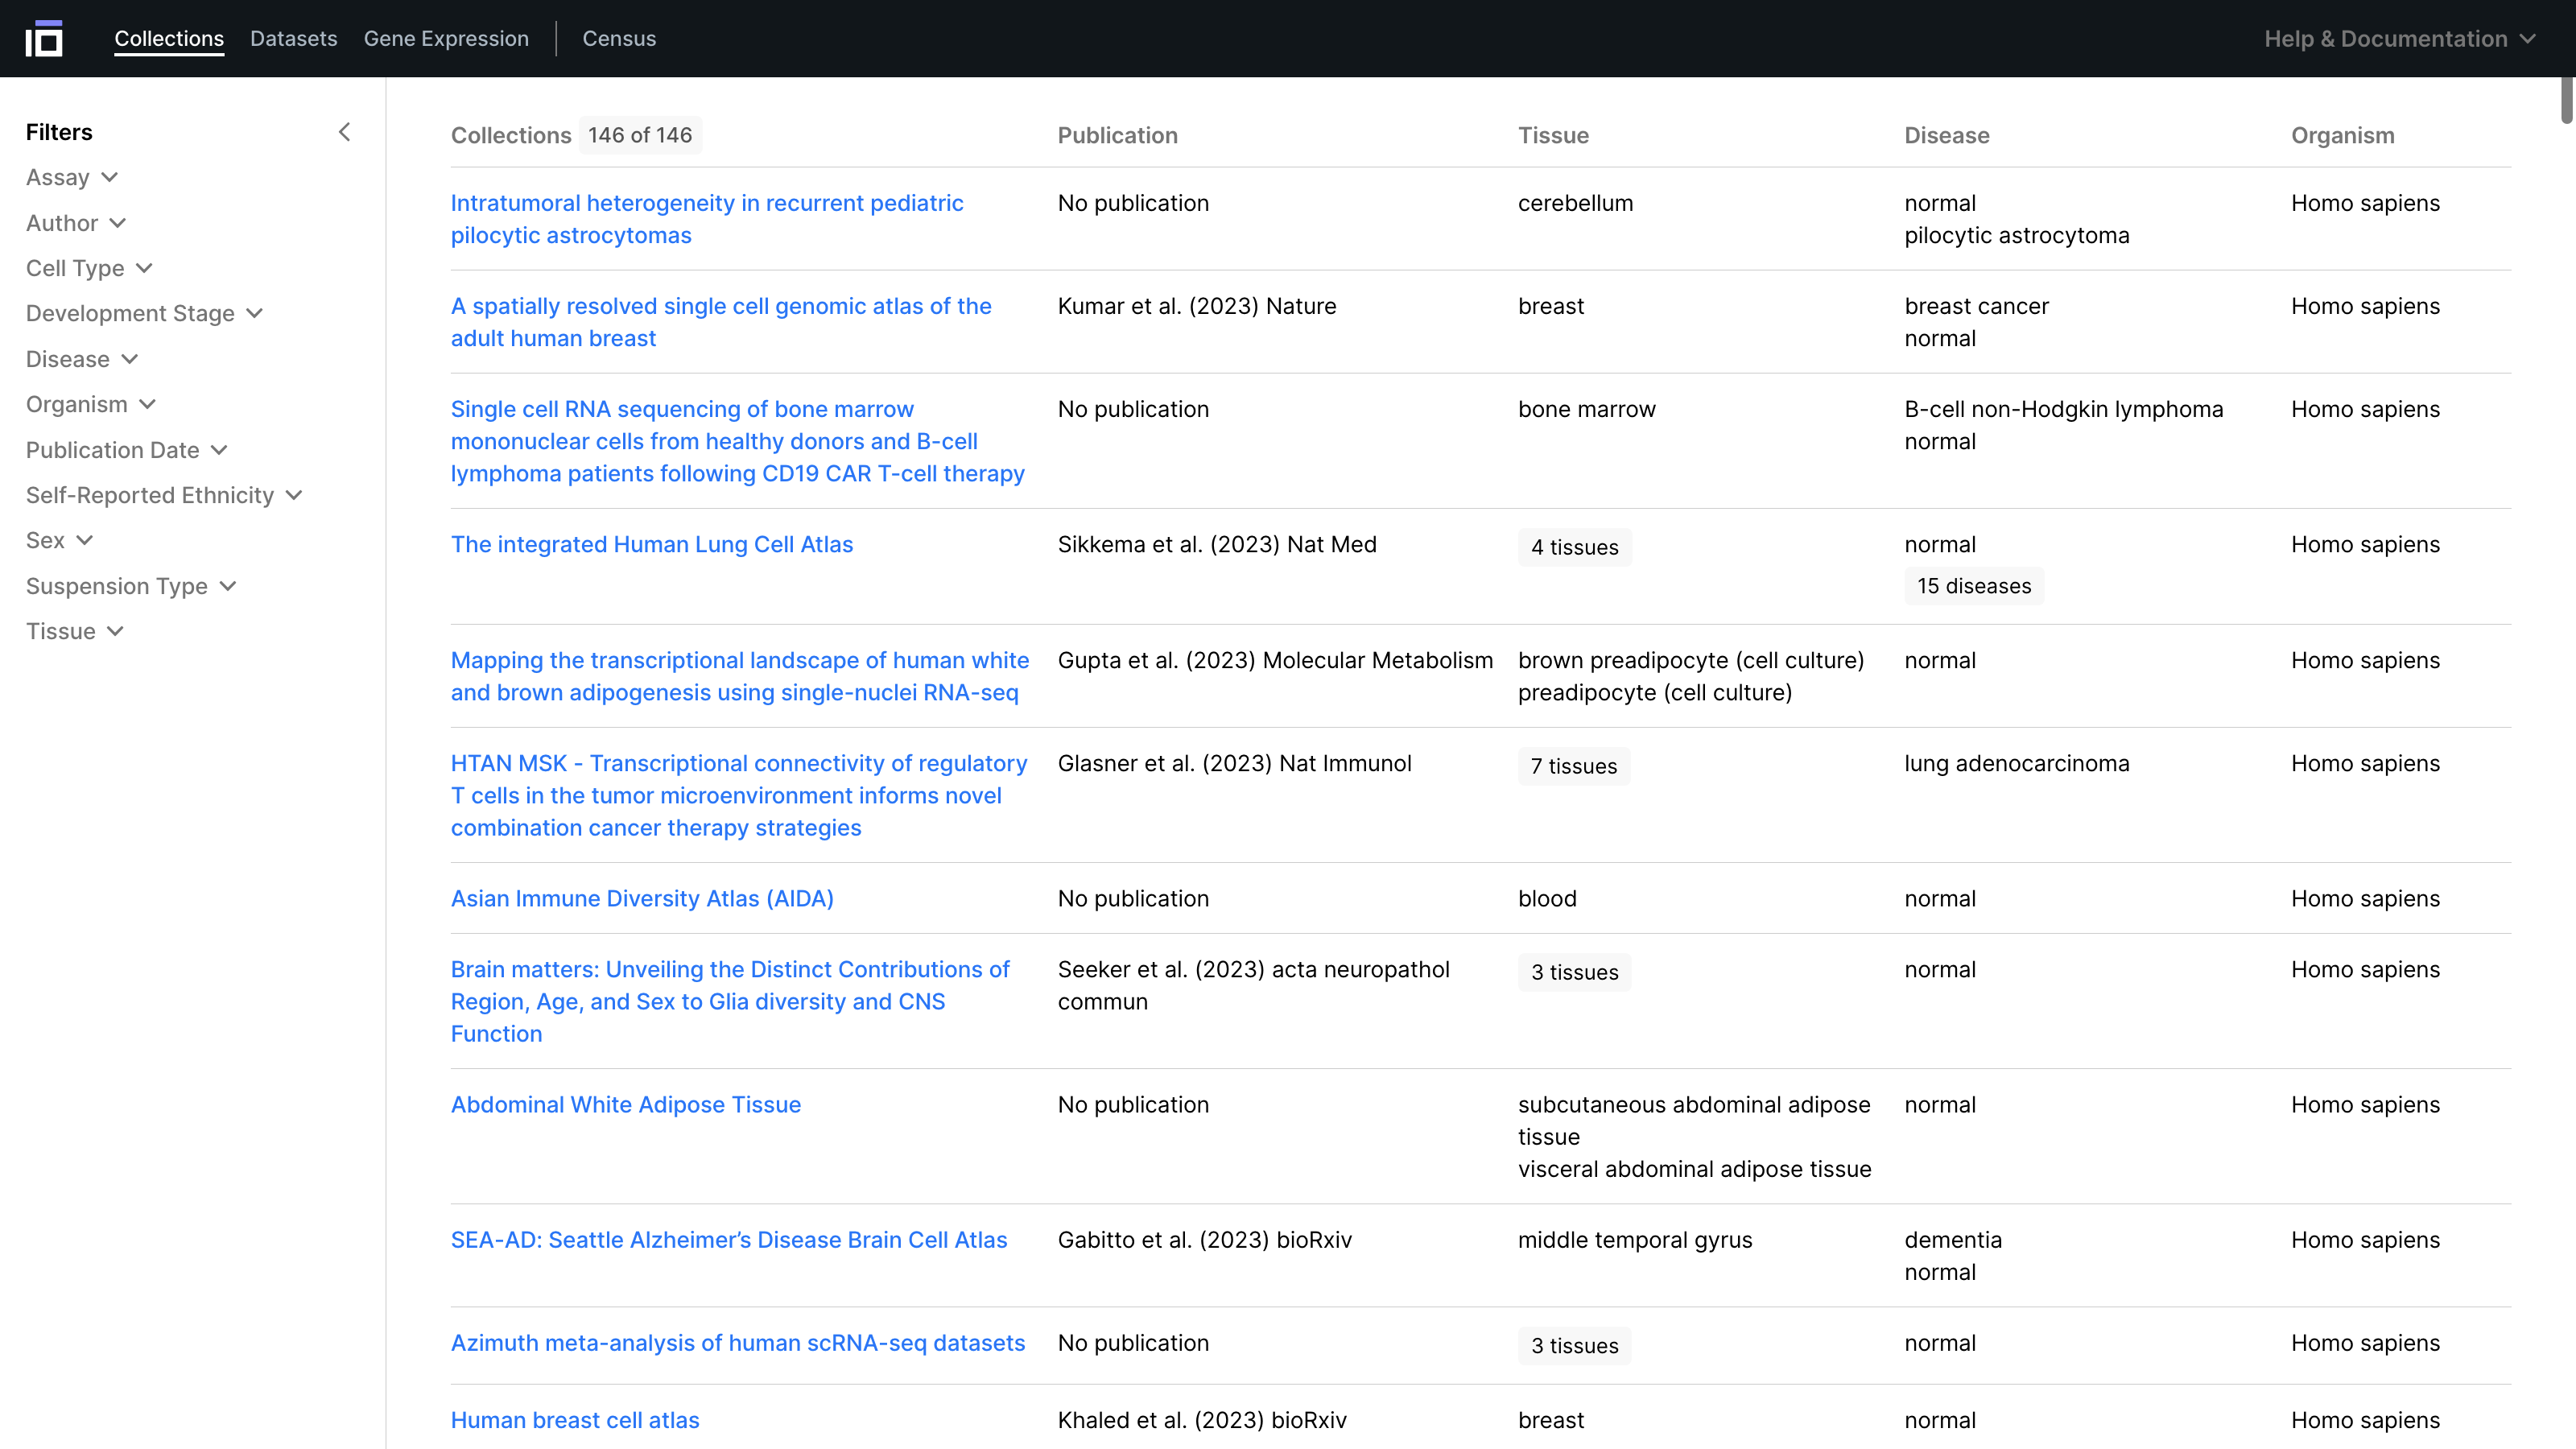 Collections Datasets Gene Expression Census Help & Documentation
Filters
Assay
Author
Cell Type
Development Stage
Disease
Organism
Publication Date
Self-Reported Ethnicity
Sex
Suspension Type
Tissue
Collections 146 of 146 Publication Tissue Disease Organism
Intratumoral heterogeneity in recurrent pediatric
pilocytic astrocytomas
No publication
cerebellum
normal
pilocytic astrocytoma
Homo sapiens
A spatially resolved single cell genomic atlas of the
adult human breast
Kumar et al. (2023) Nature
breast
breast cancer
normal
Homo sapiens
Single cell RNA sequencing of bone marrow
mononuclear cells from healthy donors and B-cell
lymphoma patients following CD19 CAR T-cell therapy
No publication
bone marrow
B-cell non-Hodgkin lymphoma
normal
Homo sapiens
The integrated Human Lung Cell Atlas
Sikkema et al. (2023) Nat Med
4 tissues
normal
15 diseases
Homo sapiens
Mapping the transcriptional landscape of human white
and brown adipogenesis using single-nuclei RNA-seq
Gupta et al. (2023) Molecular Metabolism
brown preadipocyte (cell culture)
preadipocyte (cell culture)
normal
Homo sapiens
HTAN MSK - Transcriptional connectivity of regulatory
T cells in the tumor microenvironment informs novel
combination cancer therapy strategies
Glasner et al. (2023) Nat Immunol
7 tissues
lung adenocarcinoma
Homo sapiens
Asian Immune Diversity Atlas (AIDA)
No publication
blood
normal
Homo sapiens
Brain matters: Unveiling the Distinct Contributions of
Region, Age, and Sex to Glia diversity and CNS
Function
Seeker et al. (2023) acta neuropathol
commun
3 tissues
normal
Homo sapiens
Abdominal White Adipose Tissue
No publication
subcutaneous abdominal adipose
tissue
visceral abdominal adipose tissue
normal
Homo sapiens
SEA-AD: Seattle Alzheimer’s Disease Brain Cell Atlas
Gabitto et al. (2023) bioRxiv
middle temporal gyrus
dementia
normal
Homo sapiens
Azimuth meta-analysis of human scRNA-seq datasets
No publication
3 tissues
normal
Homo sapiens
Human breast cell atlas
Khaled et al. (2023) bioRxiv
breast
normal
Homo sapiens